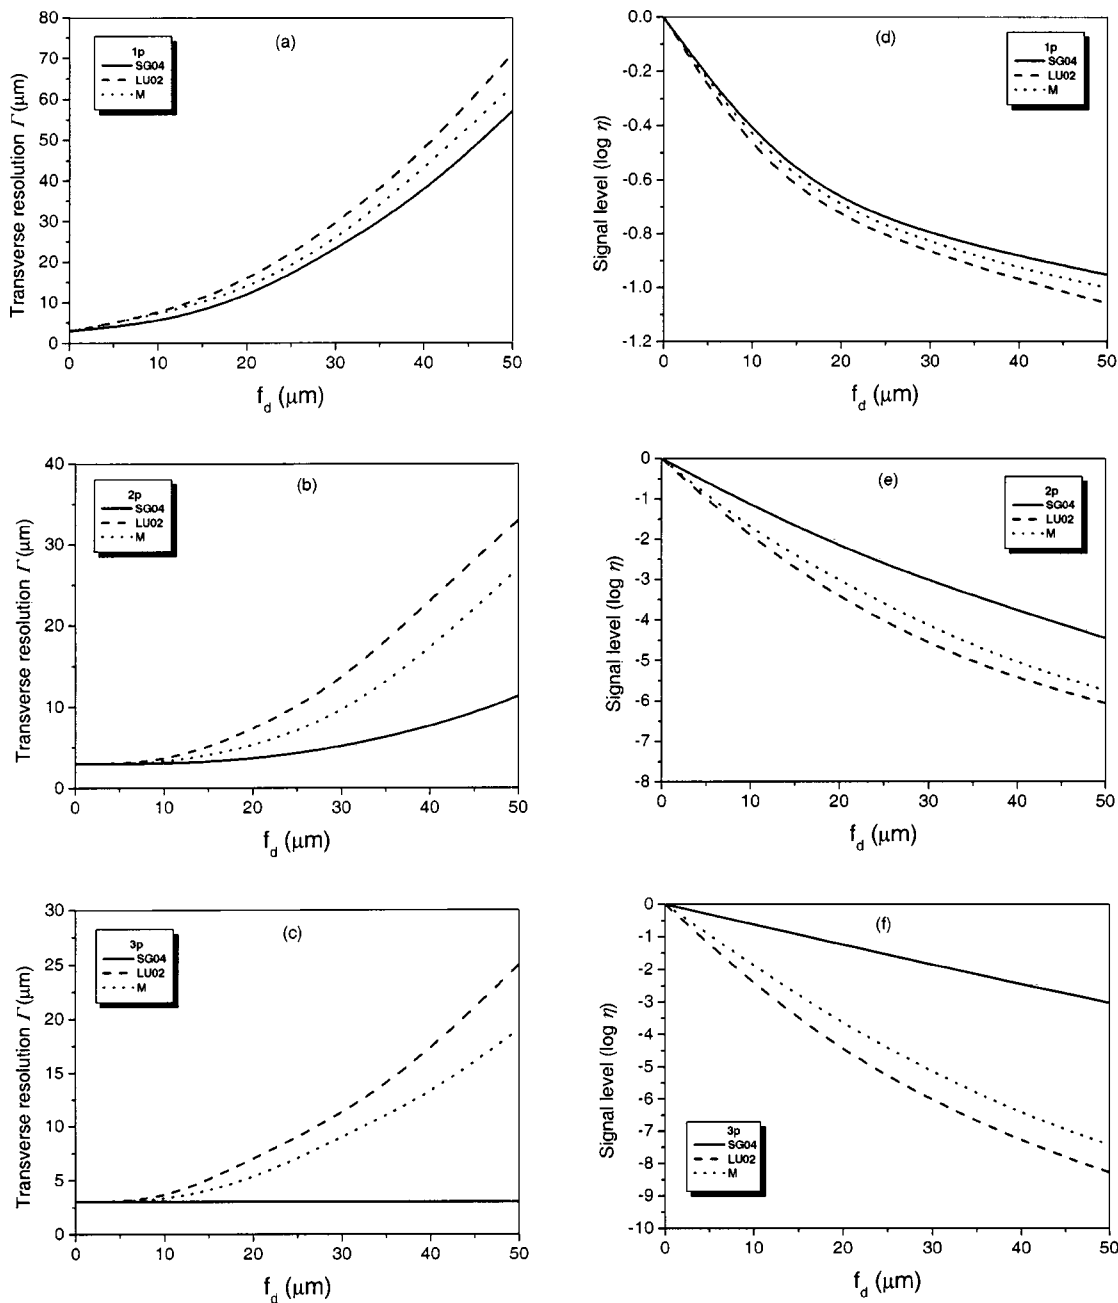 (a)
1p
SG04
LU02
M
Transverse resolution Γ (μm)
80
70
60
50
40
30
20
10
0
0 10 20 30 40 50
f_d (μm)
(d)
1p
SG04
LU02
M
Signal level (log η)
0.0
-0.2
-0.4
-0.6
-0.8
-1.0
-1.2
0 10 20 30 40 50
f_d (μm)
(b)
2p
SG04
LU02
M
Transverse resolution Γ (μm)
40
30
20
10
0
0 10 20 30 40 50
f_d (μm)
(e)
2p
SG04
LU02
M
Signal level (log η)
0
-1
-2
-3
-4
-5
-6
-7
-8
0 10 20 30 40 50
f_d (μm)
(c)
3p
SG04
LU02
M
Transverse resolution Γ (μm)
30
25
20
15
10
5
0
0 10 20 30 40 50
f_d (μm)
(f)
3p
SG04
LU02
M
Signal level (log η)
0
-1
-2
-3
-4
-5
-6
-7
-8
-9
-10
0 10 20 30 40 50
f_d (μm)